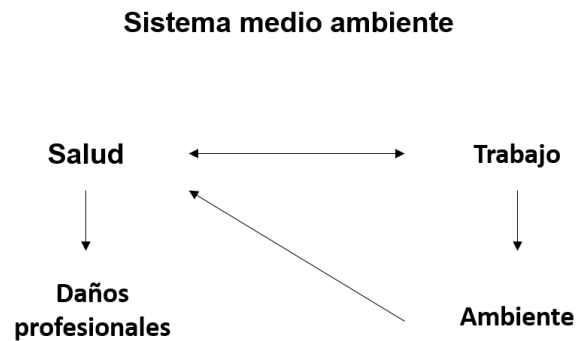 Sistema medio ambiente
Salud
Trabajo
Daños
profesionales
Ambiente